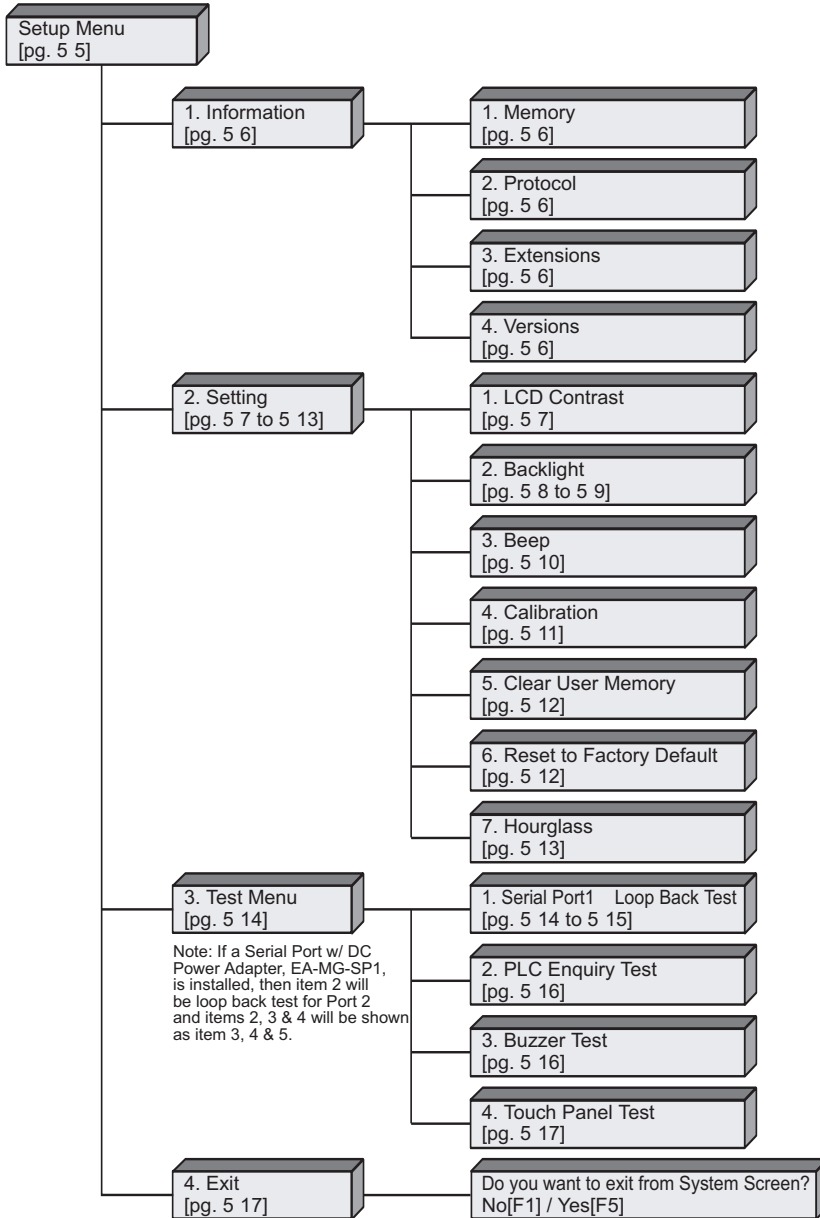 Setup Menu
[pg. 5 5]
1. Information
[pg. 5 6]
1. Memory
[pg. 5 6]
2. Protocol
[pg. 5 6]
3. Extensions
[pg. 5 6]
4. Versions
[pg. 5 6]
2. Setting
[pg. 5 7 to 5 13]
1. LCD Contrast
[pg. 5 7]
2. Backlight
[pg. 5 8 to 5 9]
3. Beep
[pg. 5 10]
4. Calibration
[pg. 5 11]
5. Clear User Memory
[pg. 5 12]
6. Reset to Factory Default
[pg. 5 12]
7. Hourglass
[pg. 5 13]
3. Test Menu
[pg. 5 14]
Note: If a Serial Port w/ DC
Power Adapter, EA-MG-SP1,
is installed, then item 2 will
be loop back test for Port 2
and items 2, 3 & 4 will be shown
as item 3, 4 & 5.
1. Serial Port1 Loop Back Test
[pg. 5 14 to 5 15]
2. PLC Enquiry Test
[pg. 5 16]
3. Buzzer Test
[pg. 5 16]
4. Touch Panel Test
[pg. 5 17]
4. Exit
[pg. 5 17]
Do you want to exit from System Screen?
No[F1] / Yes[F5]